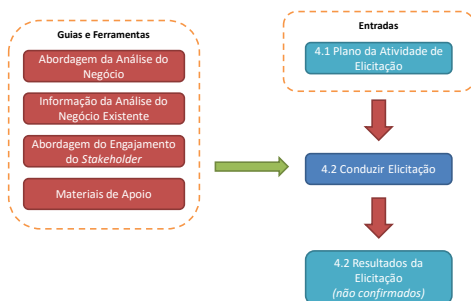 Guias e Ferramentas
Abordagem da Análise do
Negócio
Informação da Análise do
Negócio Existente
Abordagem do Engajamento
do Stakeholder
Materiais de Apoio
Entradas
4.1 Plano da Atividade de
Elicitação
4.2 Conduzir Elicitação
4.2 Resultados da
Elicitação
(não confirmados)